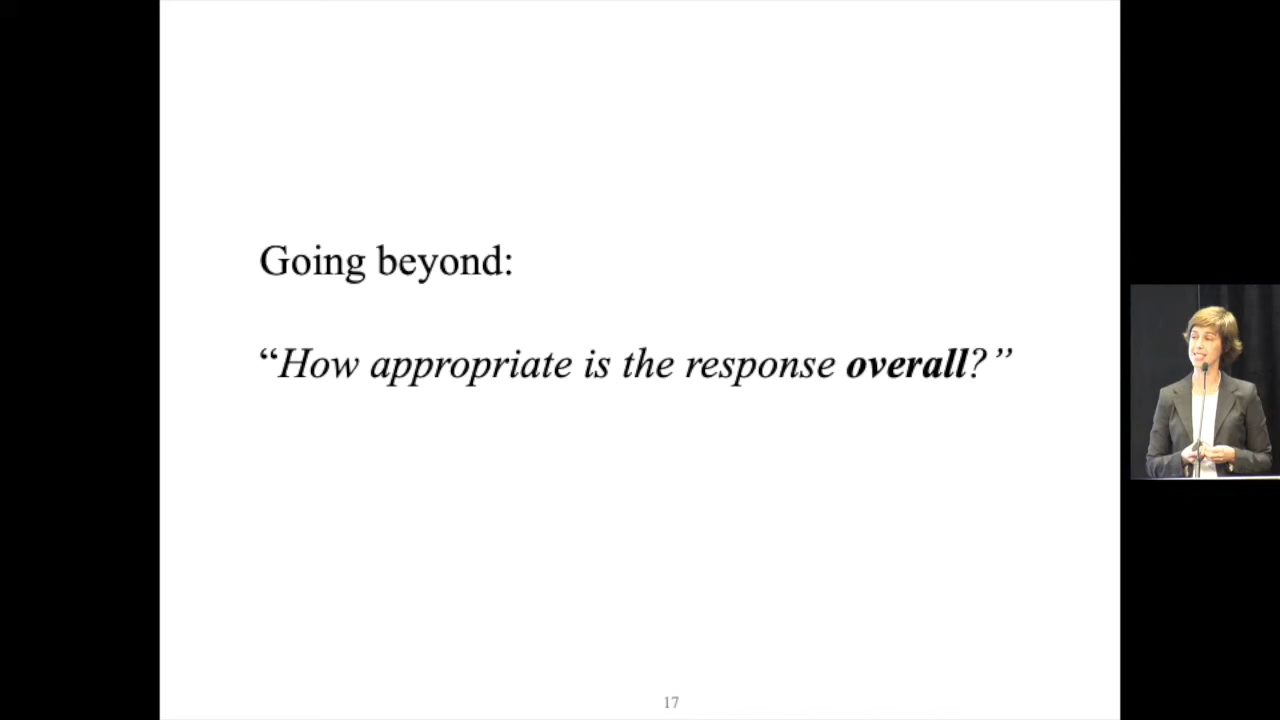 Going beyond:
“How appropriate is the response overall?”
17